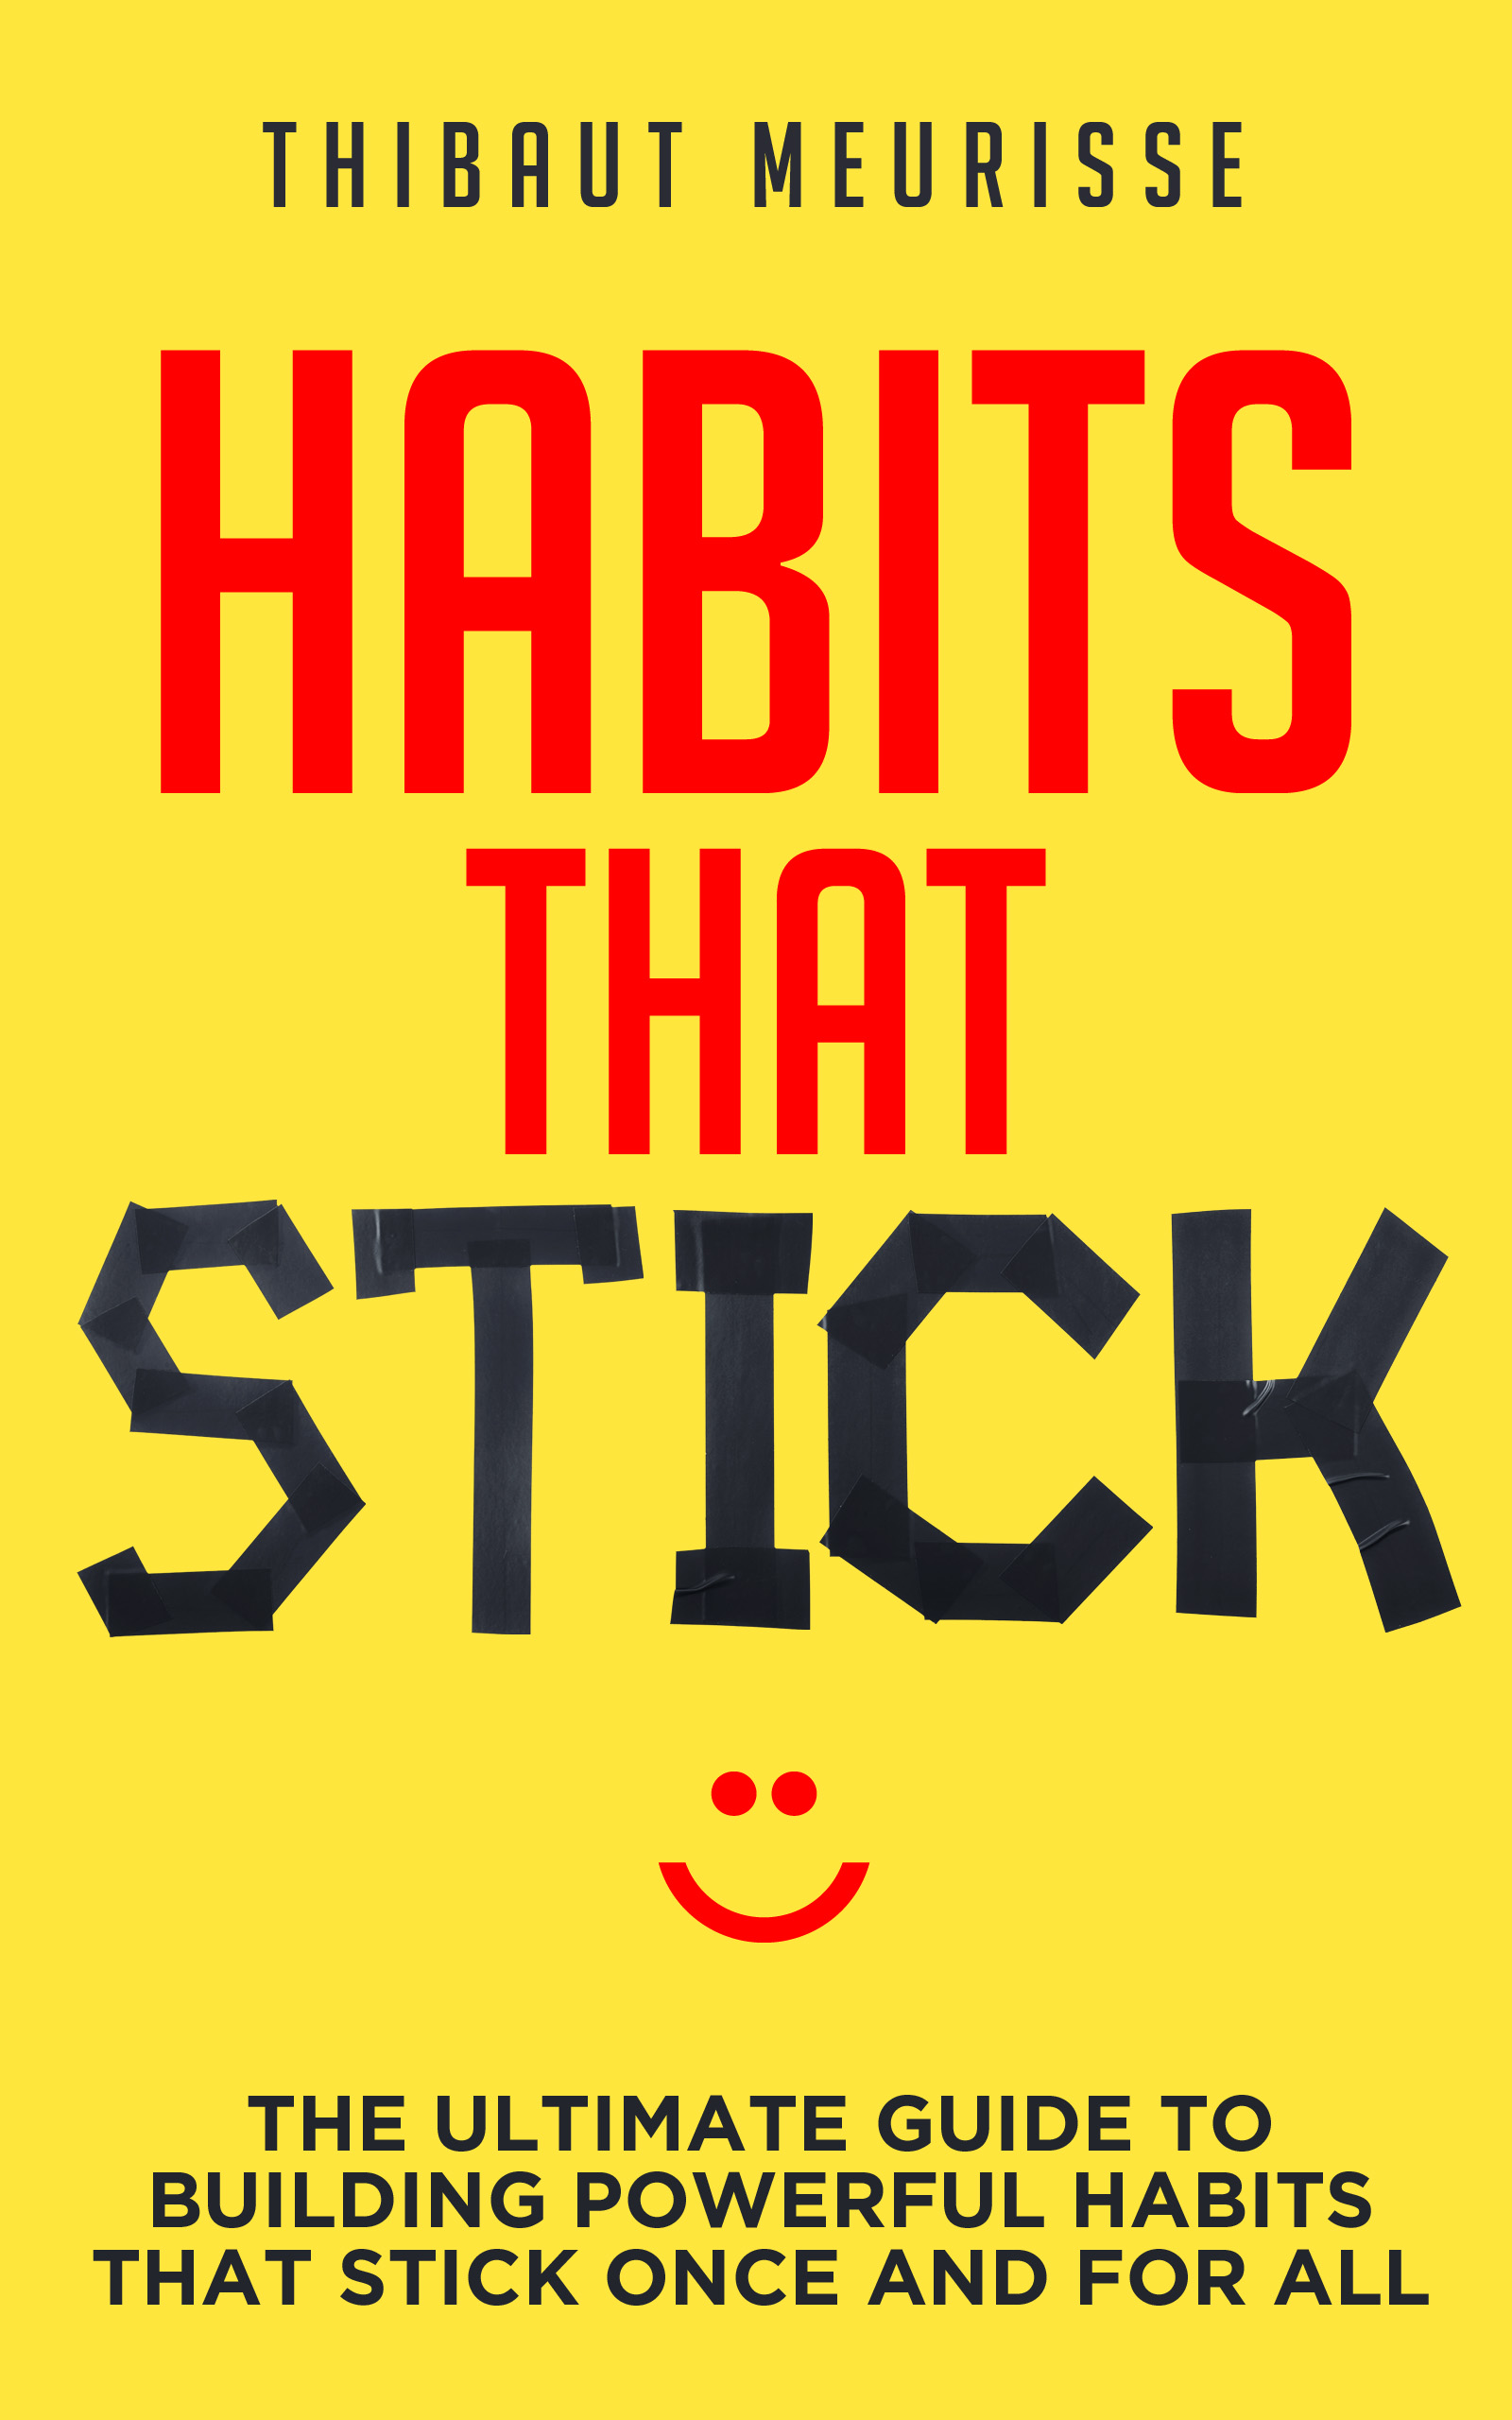 THIBAUT MEURISSE
HABITS
THAT
STICK
THE ULTIMATE GUIDE TO
BUILDING POWERFUL HABITS
THAT STICK ONCE AND FOR ALL